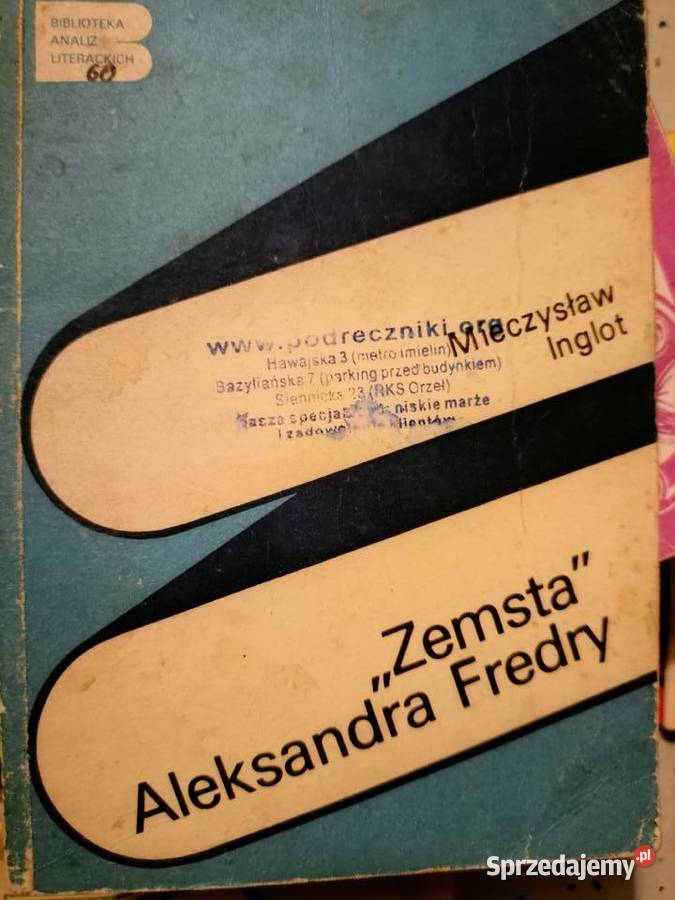 BIBLIOTEKA
ANALIZ
LITERACKICH
60
Mieczysław
Inglot
www.podreczniki.org
Hawajska 3 (metro imielin)
Bazyliańska 7 (parking przed budynkiem)
Siennicka 23 (RKS Orzeł)
niskie marże
i
„Zemsta”
Aleksandra Fredry
Sprzedajemy.pl